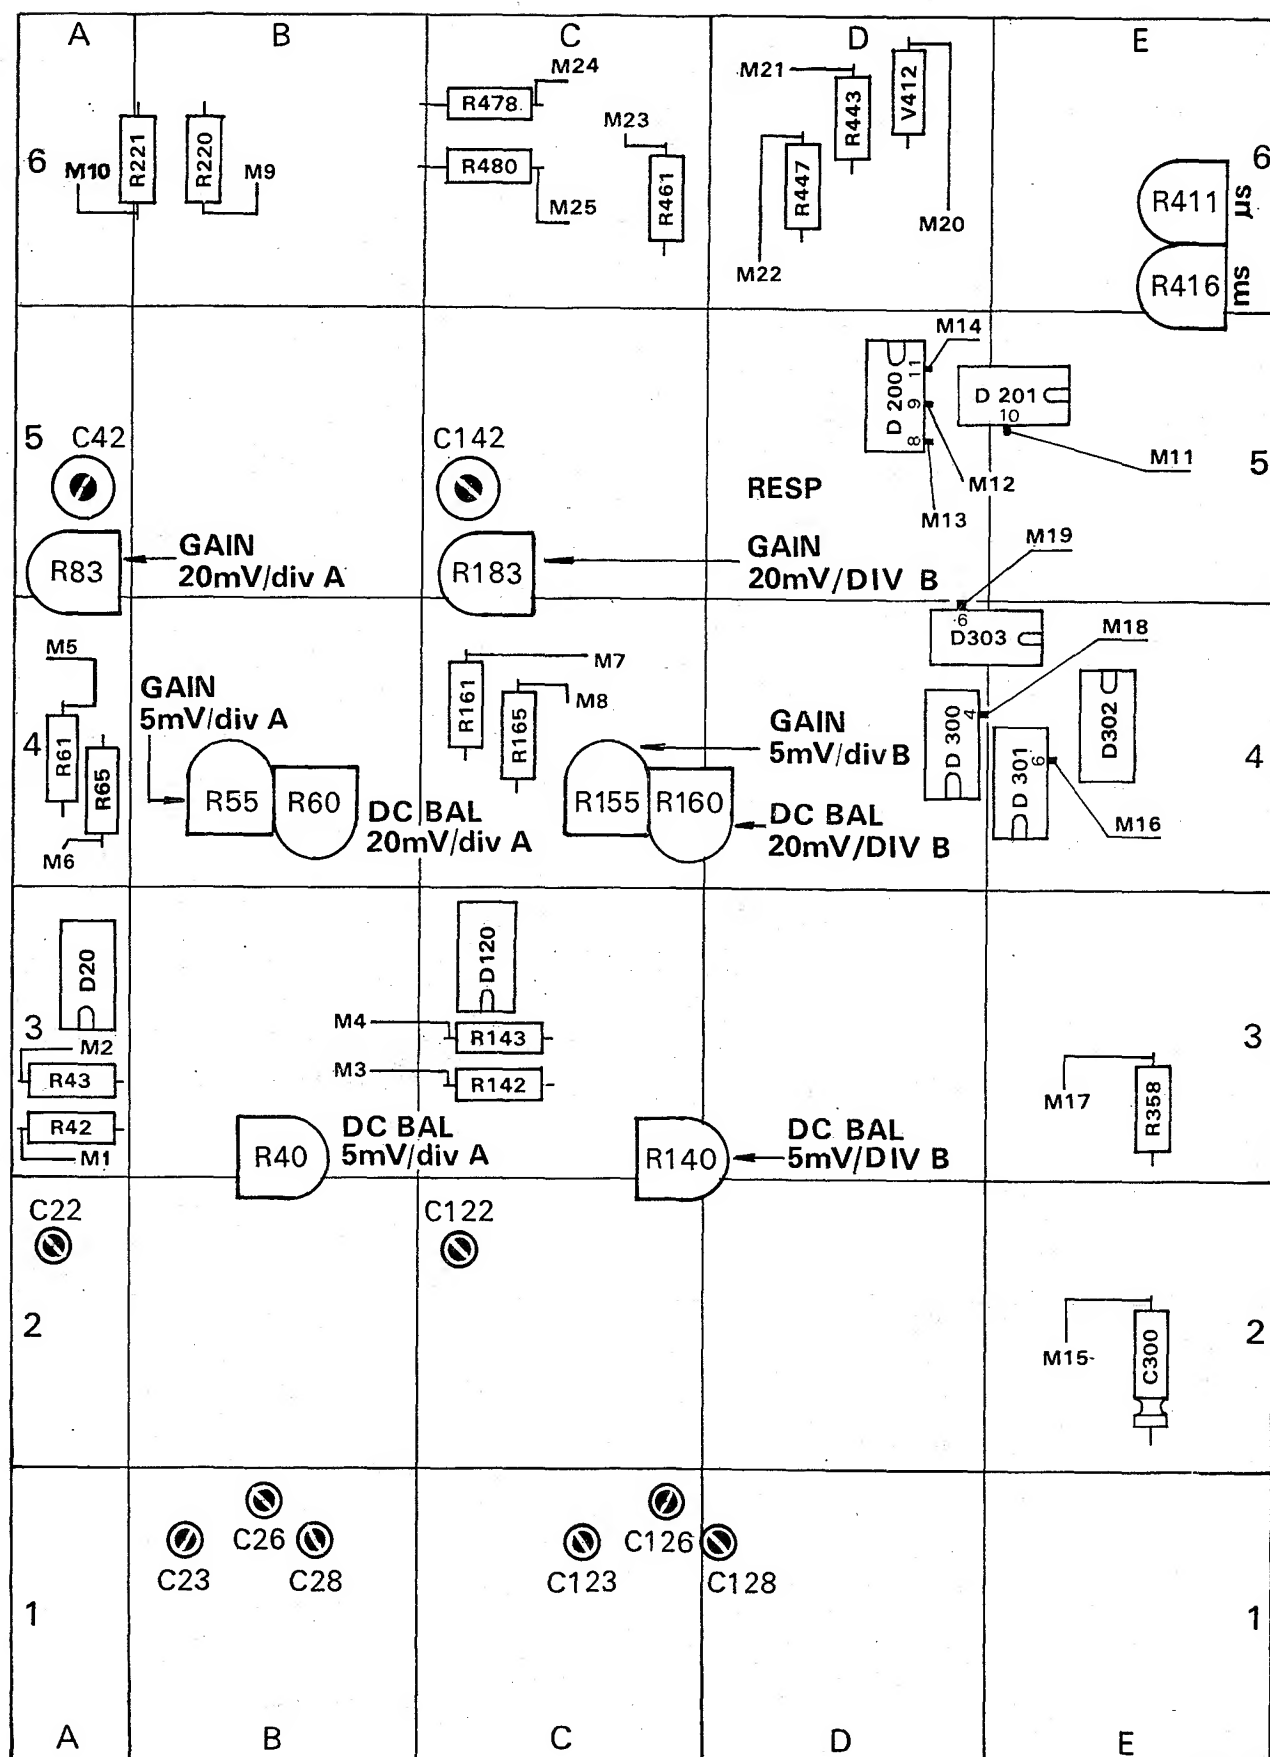 A B C D E
M24
M21
M20
R478
R443
V412
M23
6
M10
R221
R220
M9
R480
R461
R447
6
R411
µs
M25
M20
M22
R416
ms
M14
D 200
11
9
8
D 201
10
5
C42
C142
M11
5
RESP
M12
M13
M19
R83
GAIN
20mV/div A
R183
GAIN
20mV/DIV B
6
D303
M18
M5
M7
R161
M8
R165
GAIN
5mV/div A
GAIN
5mV/div B
D 300
4
D302
4
R61
R65
D 301
6
4
R55
R60
DC BAL
20mV/div A
R155
R160
DC BAL
20mV/DIV B
M16
M6
D20
D120
3
M4
R143
3
M2
R43
M3
R142
M17
R358
R42
M1
R40
DC BAL
5mV/div A
R140
DC BAL
5mV/DIV B
C22
C122
2
2
M15
C300
C26
C126
C23
C28
C123
C128
1
1
A B C D E